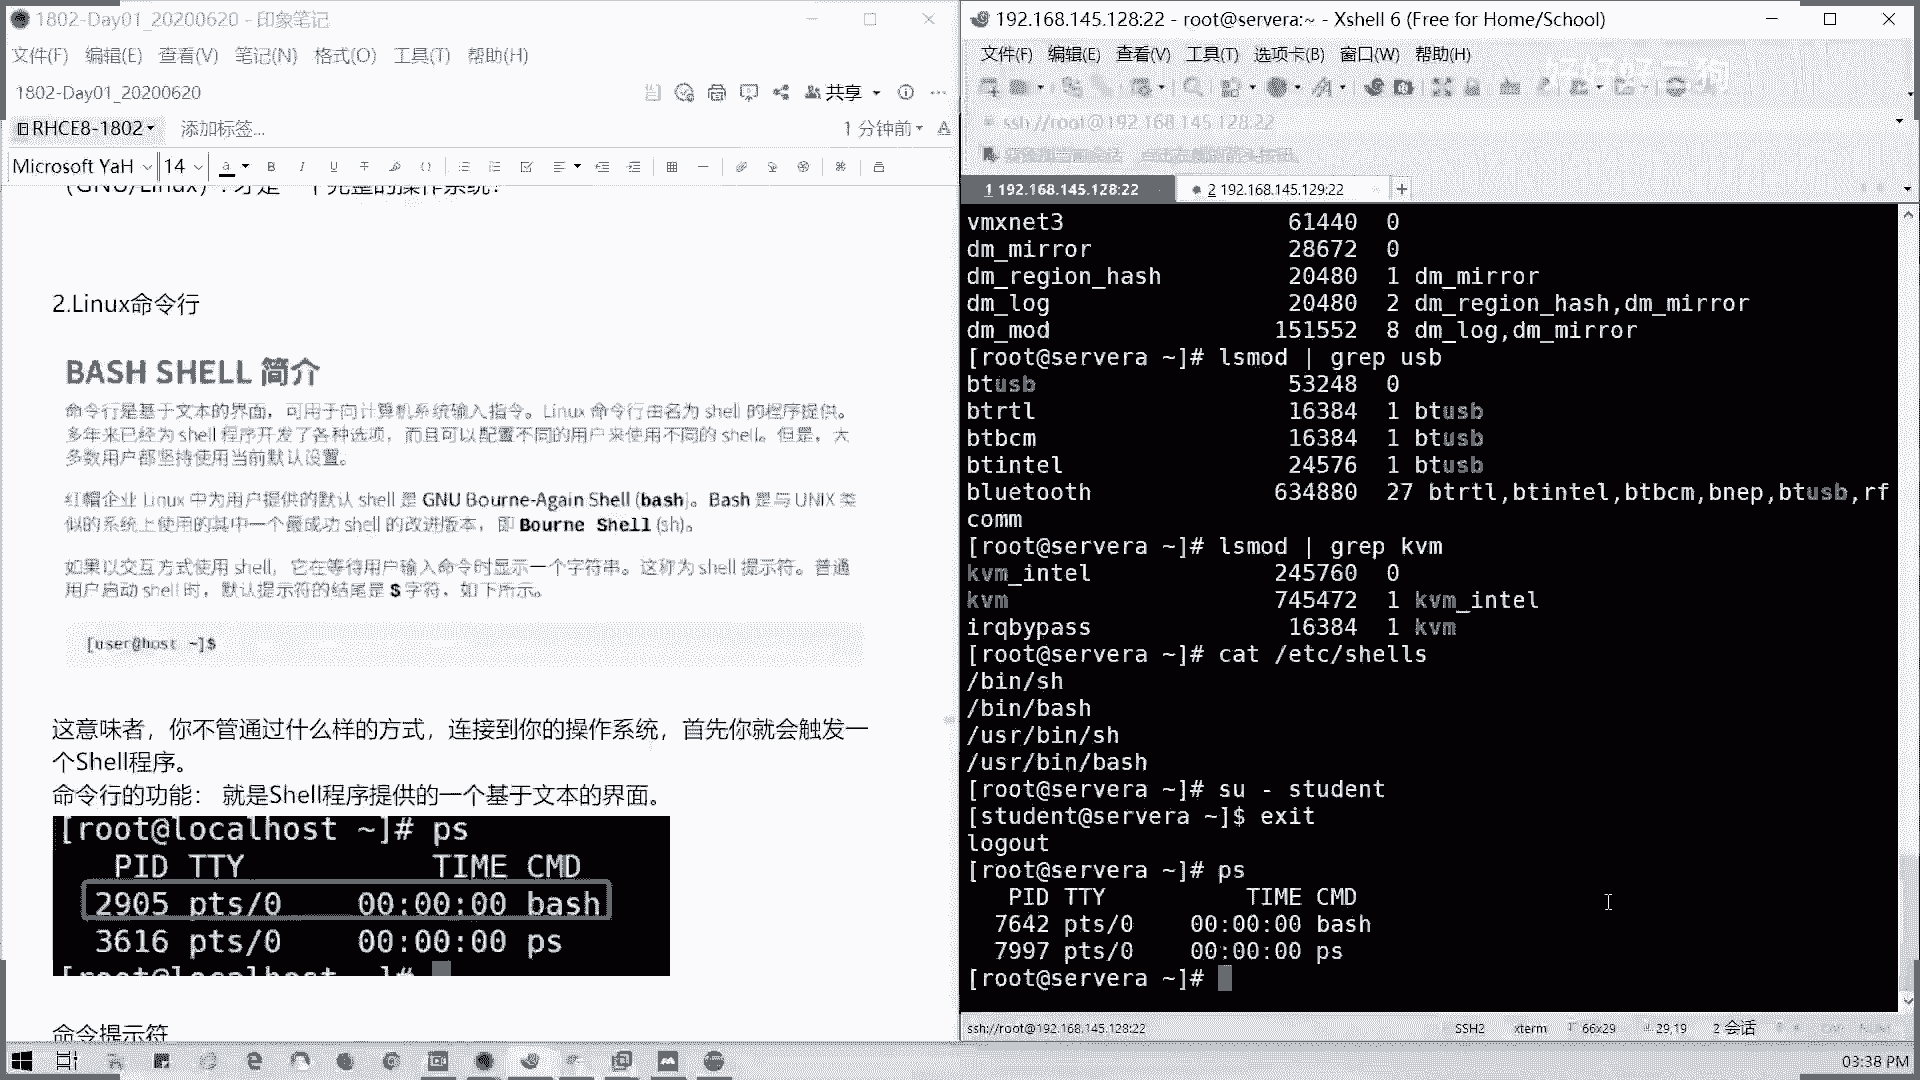 1802-Day01_20200620 - 印象笔记
文件(F) 编辑(E) 查看(V) 笔记(N) 格式(O) 工具(T) 帮助(H)
1802-Day01_20200620
共享
RHCE8-1802 添加标签...
1 分钟前
Microsoft YaH 14
2.Linux命令行
BASH SHELL 简介
命令行是基于文本的界面，可用于向计算机系统输入指令。Linux 命令行由名为 shell 的程序提供。
多年来已经为 shell 程序开发了各种选项，而且可以配置不同的用户来使用不同的 shell。但是，大
多数用户都坚持使用当前默认设置。
红帽企业 Linux 中为用户提供的默认 shell 是 GNU Bourne-Again Shell (bash)。Bash 是与 UNIX 类
似的系统上使用的其中一个最成功 shell 的改进版本，即 Bourne Shell (sh)。
如果以交互方式使用 shell，它在等待用户输入命令时显示一个字符串。这称为 shell 提示符。普通
用户启动 shell 时，默认提示符的结尾是 $ 字符，如下所示。
[user@host ~]$
这意味者，你不管通过什么样的方式，连接到你的操作系统，首先你就会触发一
个Shell程序。
命令行的功能： 就是Shell程序提供的一个基于文本的界面。
[root@localhost ~]# ps
PID TTY TIME CMD
2905 pts/0 00:00:00 bash
3616 pts/0 00:00:00 ps
[root@localhost ~]#
命令提示符
192.168.145.128:22 - root@servera:~ - Xshell 6 (Free for Home/School)
文件(F) 编辑(E) 查看(V) 工具(T) 选项卡(B) 窗口(W) 帮助(H)
ssh://root@192.168.145.128:22
1 192.168.145.128:22
2 192.168.145.129:22
vmxnet3 61440 0
dm_mirror 28672 0
dm_region_hash 20480 1 dm_mirror
dm_log 20480 2 dm_region_hash,dm_mirror
dm_mod 151552 8 dm_log,dm_mirror
[root@servera ~]# lsmod | grep usb
btusb 53248 0
btrtl 16384 1 btusb
btbcm 16384 1 btusb
btintel 24576 1 btusb
bluetooth 634880 27 btrtl,btintel,btbcm,bnep,btusb,rf
comm
[root@servera ~]# lsmod | grep kvm
kvm_intel 245760 0
kvm 745472 1 kvm_intel
irqbypass 16384 1 kvm
[root@servera ~]# cat /etc/shells
/bin/sh
/bin/bash
/usr/bin/sh
/usr/bin/bash
[root@servera ~]# su - student
[student@servera ~]$ exit
logout
[root@servera ~]# ps
PID TTY TIME CMD
7642 pts/0 00:00:00 bash
7997 pts/0 00:00:00 ps
[root@servera ~]#
ssh://root@192.168.145.128:22 SSH2 xterm 66x29 29,19 2 会话
03:38 PM